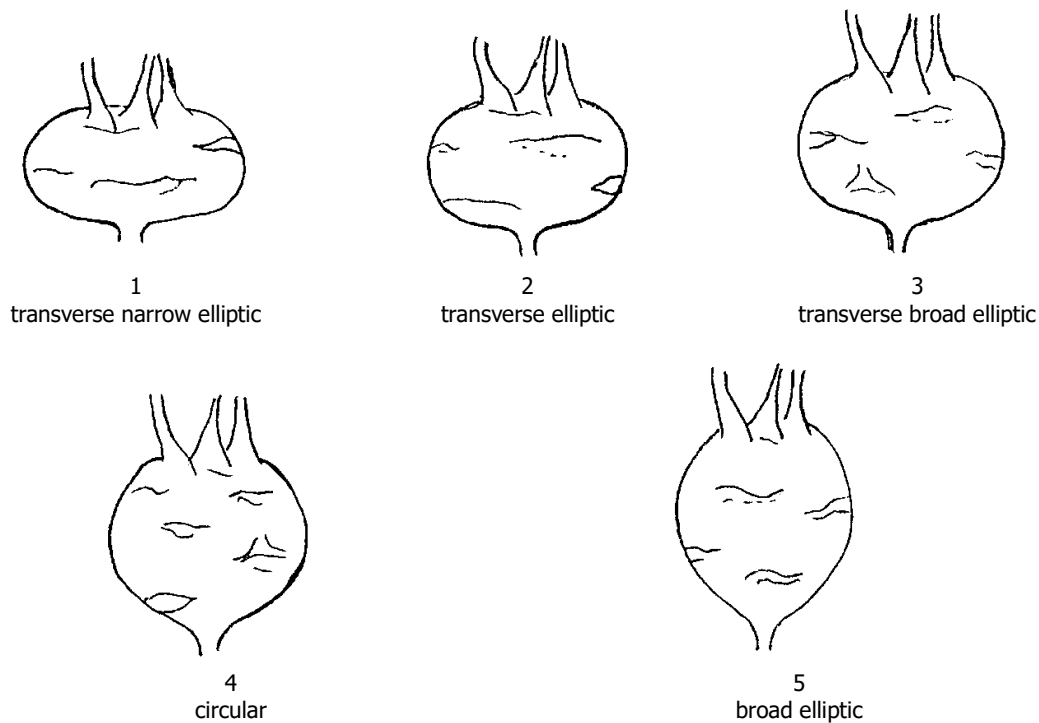 1
transverse narrow elliptic
2
transverse elliptic
3
transverse broad elliptic
4
circular
5
broad elliptic